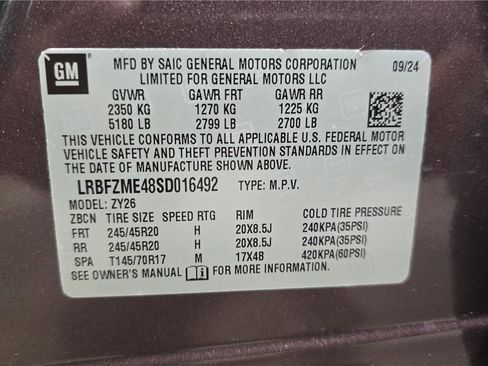 GM
MFD BY SAIC GENERAL MOTORS CORPORATION
LIMITED FOR GENERAL MOTORS LLC
09/24
GVWR GAWR FRT GAWR RR
2350 KG 1270 KG 1225 KG
5180 LB 2799 LB 2700 LB
THIS VEHICLE CONFORMS TO ALL APPLICABLE U.S. FEDERAL MOTOR
VEHICLE SAFETY AND THEFT PREVENTION STANDARDS IN EFFECT ON
THE DATE OF MANUFACTURE SHOWN ABOVE.
LRBFZME48SD016492 TYPE: M.P.V.
MODEL: ZY26
ZBCN TIRE SIZE SPEED RTG RIM COLD TIRE PRESSURE
FRT 245/45R20 H 20X8.5J 240KPA(35PSI)
RR 245/45R20 H 20X8.5J 240KPA(35PSI)
SPA T145/70R17 M 17X4B 420KPA(60PSI)
SEE OWNER'S MANUAL FOR MORE INFORMATION.